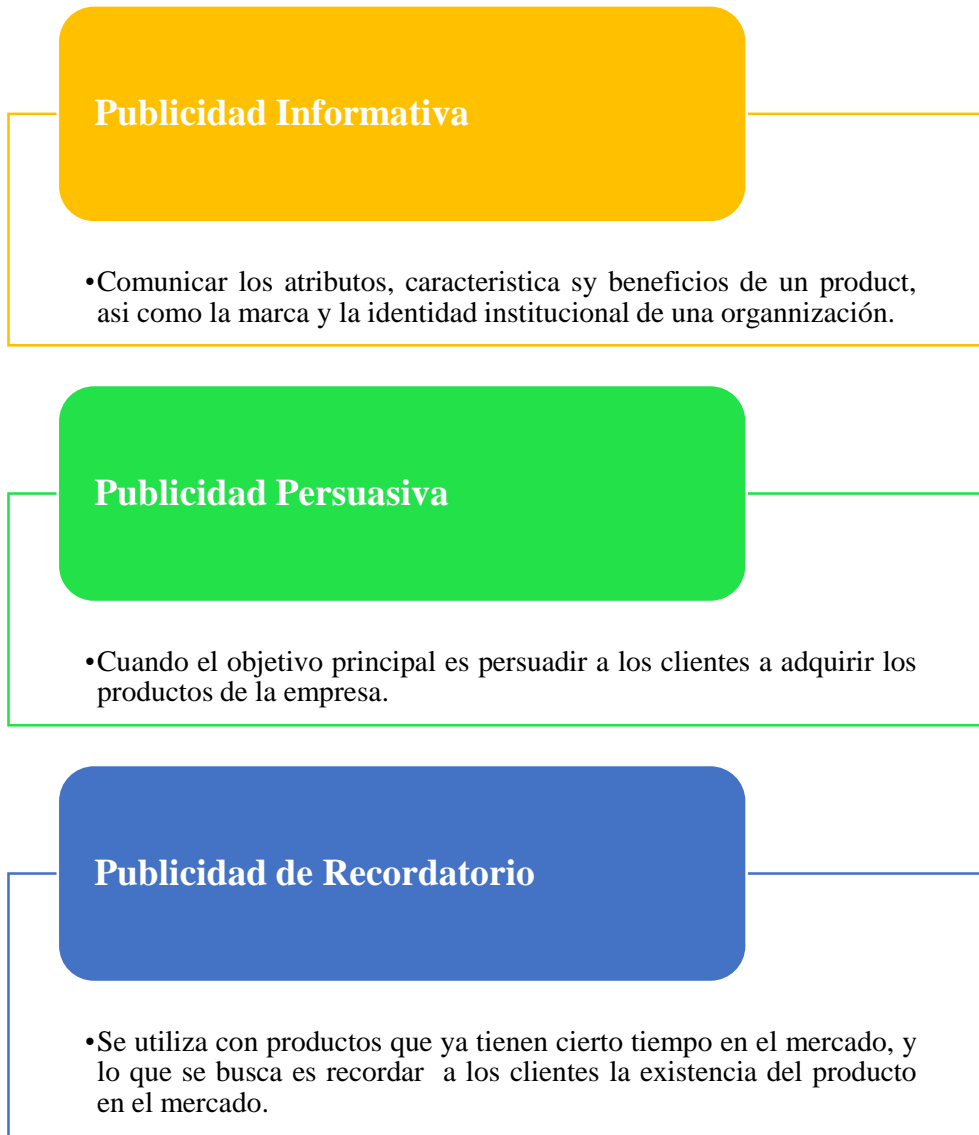 Publicidad Informativa
•Comunicar los atributos, caracteristica sy beneficios de un product,
asi como la marca y la identidad institucional de una organnización.
Publicidad Persuasiva
•Cuando el objetivo principal es persuadir a los clientes a adquirir los
productos de la empresa.
Publicidad de Recordatorio
•Se utiliza con productos que ya tienen cierto tiempo en el mercado, y
lo que se busca es recordar  a los clientes la existencia del producto
en el mercado.